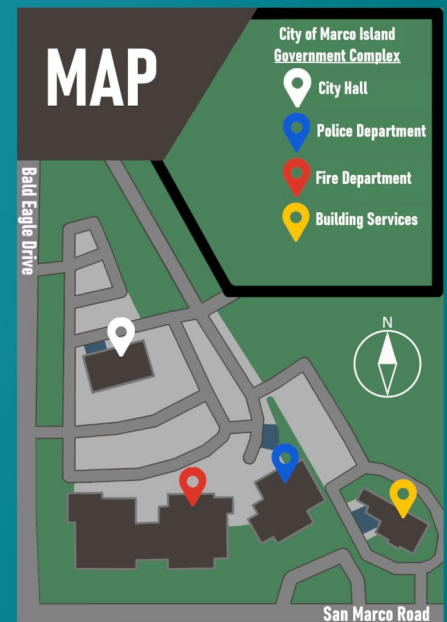 MAP
City of Marco Island
Government Complex
City Hall
Police Department
Fire Department
Building Services
Bald Eagle Drive
N
San Marco Road